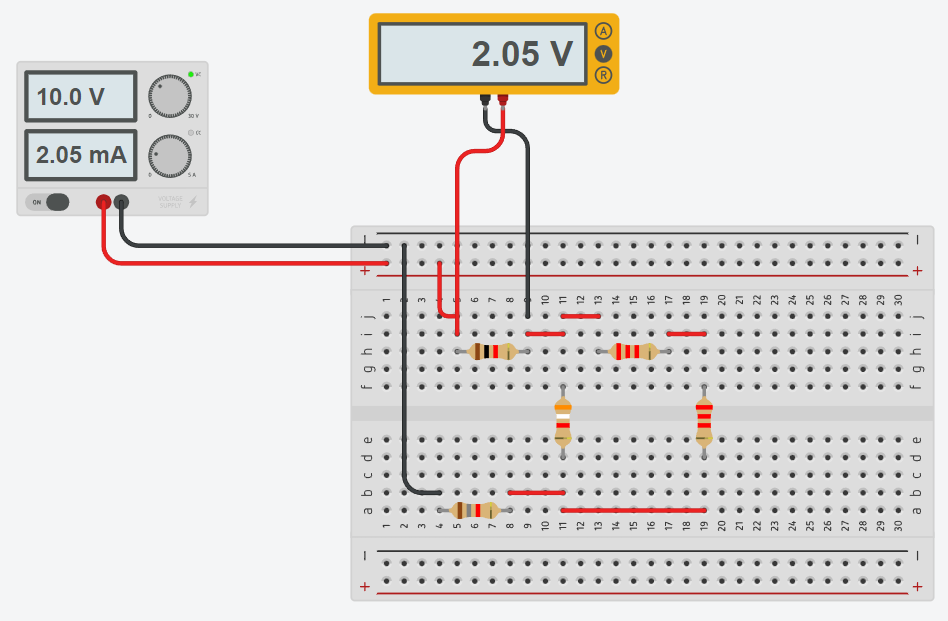 2.05 V
A
V
R
10.0 V
VC
0 30 V
2.05 mA
CC
0 5 A
ON
VOLTAGE
SUPPLY
− −
+ +
1 2 3 4 5 6 7 8 9 10 11 12 13 14 15 16 17 18 19 20 21 22 23 24 25 26 27 28 29 30
j j
i i
h h
g g
f f
e e
d d
c c
b b
a a
1 2 3 4 5 6 7 8 9 10 11 12 13 14 15 16 17 18 19 20 21 22 23 24 25 26 27 28 29 30
− −
+ +